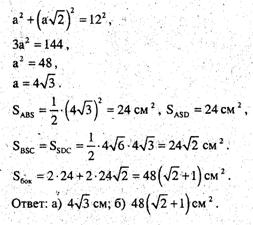 a² + (a√2)² = 12²,
3a² = 144,
a² = 48,
a = 4√3.
S_ABS = 1/2 · (4√3)² = 24 см², S_ASD = 24 см²,
S_BSC = S_SDC = 1/2 · 4√6 · 4√3 = 24√2 см².
S_бок = 2 · 24 + 2 · 24√2 = 48(√2 + 1) см².
Ответ: а) 4√3 см; б) 48(√2 + 1) см².